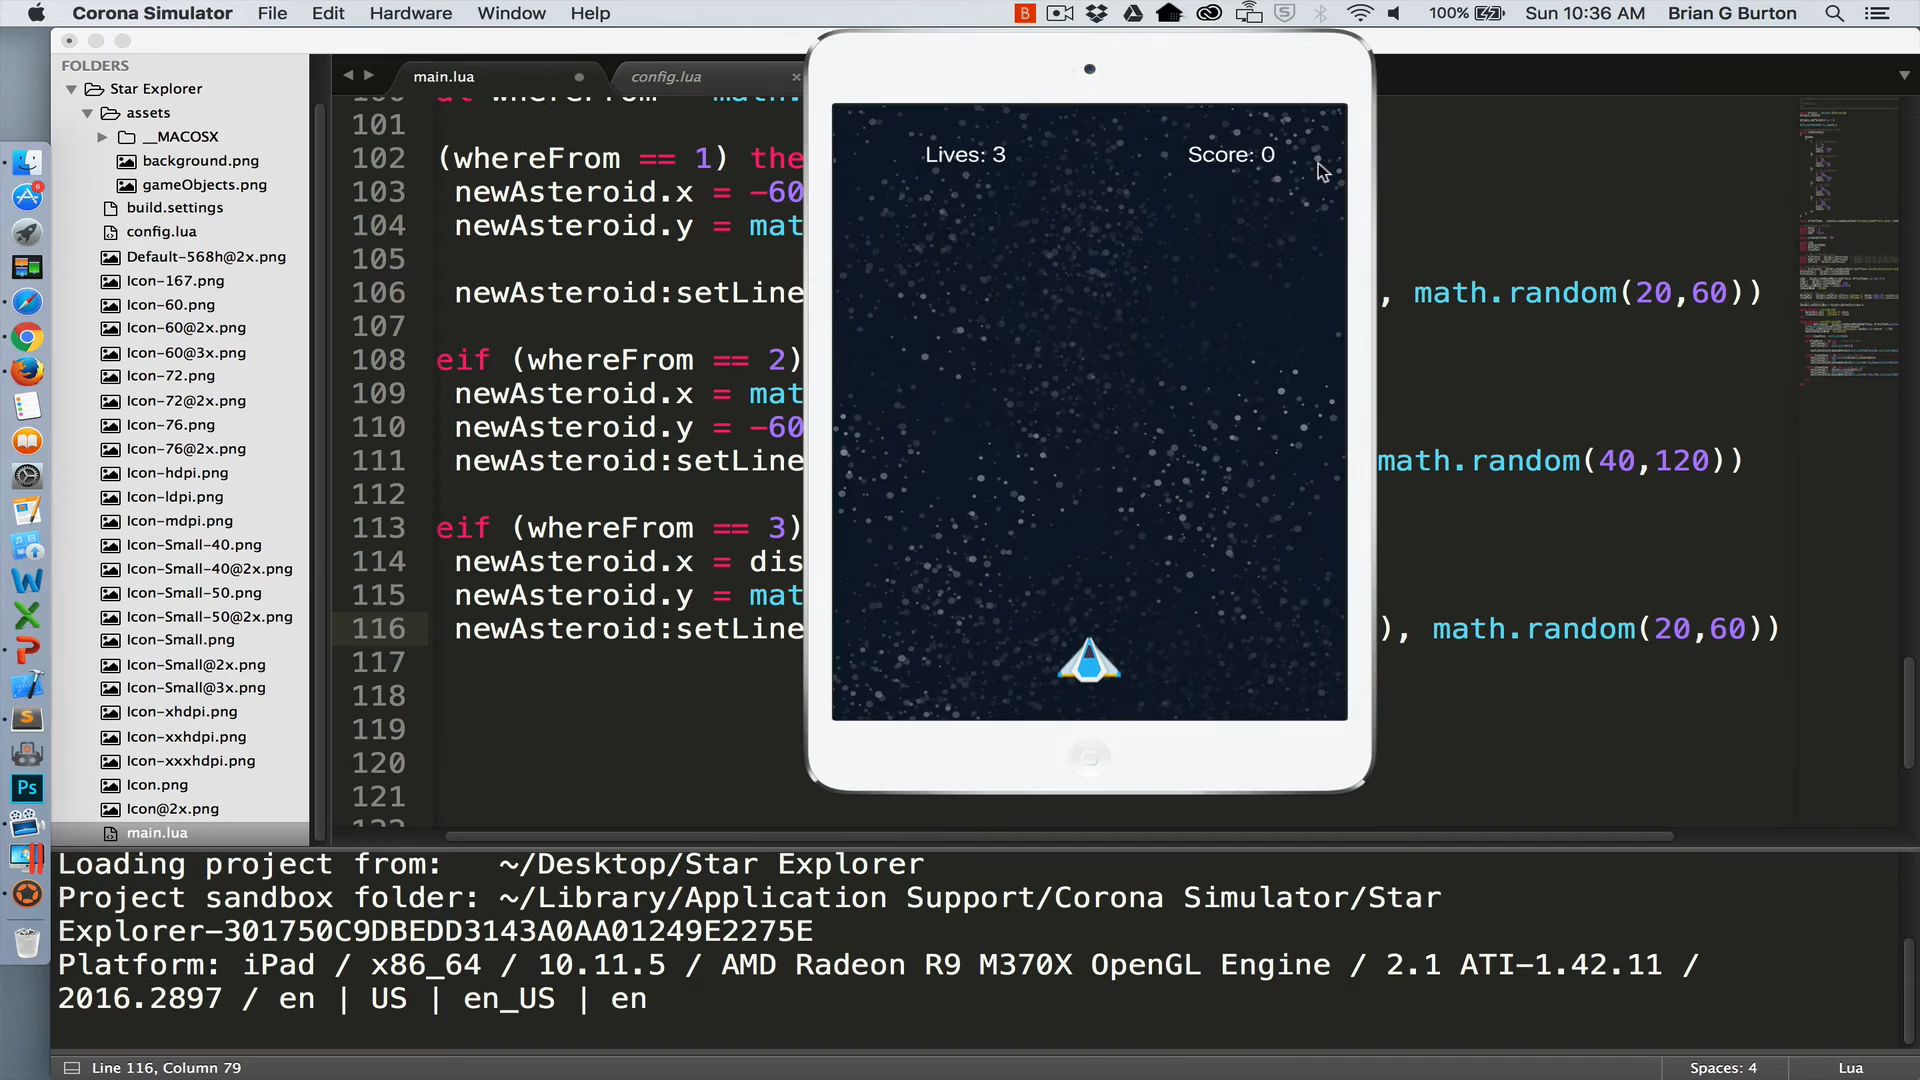 Corona Simulator File Edit Hardware Window Help
100% Sun 10:36 AM Brian G Burton
FOLDERS
Star Explorer
assets
__MACOSX
background.png
gameObjects.png
build.settings
config.lua
Default-568h@2x.png
Icon-167.png
Icon-60.png
Icon-60@2x.png
Icon-60@3x.png
Icon-72.png
Icon-72@2x.png
Icon-76.png
Icon-76@2x.png
Icon-hdpi.png
Icon-ldpi.png
Icon-mdpi.png
Icon-Small-40.png
Icon-Small-40@2x.png
Icon-Small-50.png
Icon-Small-50@2x.png
Icon-Small.png
Icon-Small@2x.png
Icon-Small@3x.png
Icon-xhdpi.png
Icon-xxhdpi.png
Icon-xxxhdpi.png
Icon.png
Icon@2x.png
main.lua
main.lua config.lua
101
102 (whereFrom == 1) the
103 newAsteroid.x = -60
104 newAsteroid.y = mat
105
106 newAsteroid:setLine , math.random(20,60))
107
108 eif (whereFrom == 2)
109 newAsteroid.x = mat
110 newAsteroid.y = -60
111 newAsteroid:setLine math.random(40,120))
112
113 eif (whereFrom == 3)
114 newAsteroid.x = dis
115 newAsteroid.y = mat
116 newAsteroid:setLine ), math.random(20,60))
117
118
119
120
121
Lives: 3 Score: 0
Loading project from: ~/Desktop/Star Explorer
Project sandbox folder: ~/Library/Application Support/Corona Simulator/Star
Explorer-301750C9DBEDD3143A0AA01249E2275E
Platform: iPad / x86_64 / 10.11.5 / AMD Radeon R9 M370X OpenGL Engine / 2.1 ATI-1.42.11 /
2016.2897 / en | US | en_US | en
Line 116, Column 79 Spaces: 4 Lua